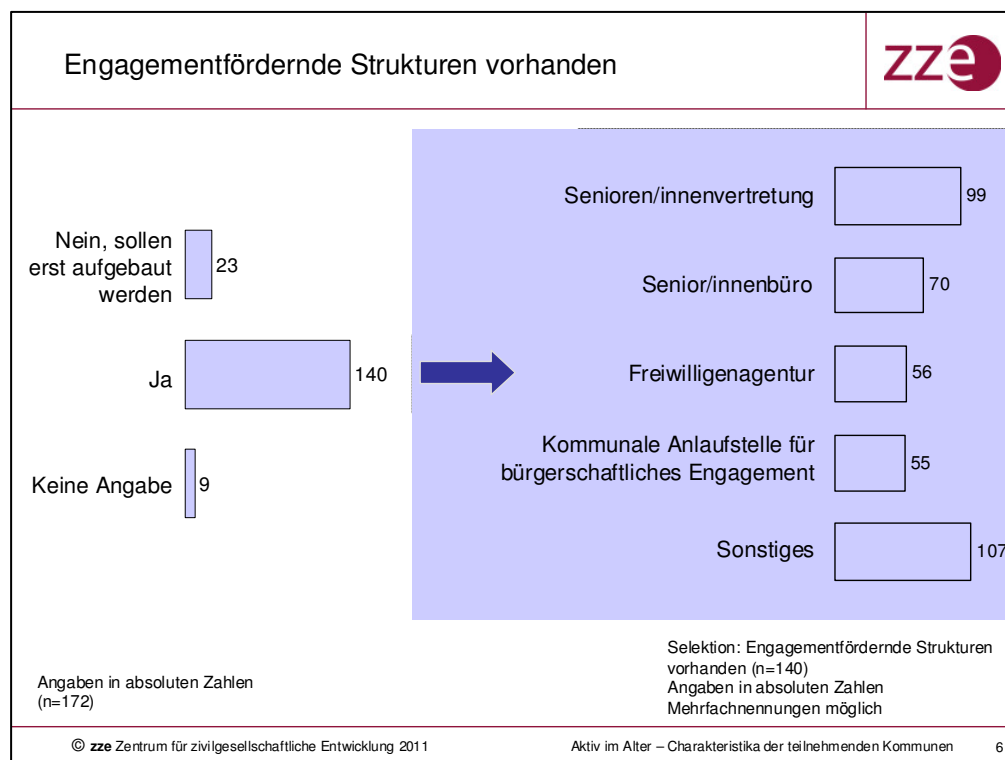 Engagementfördernde Strukturen vorhanden
zze
Nein, sollen
erst aufgebaut
werden
23
Ja
140
Keine Angabe
9
Senioren/innenvertretung
99
Senior/innenbüro
70
Freiwilligenagentur
56
Kommunale Anlaufstelle für
bürgerschaftliches Engagement
55
Sonstiges
107
Angaben in absoluten Zahlen
(n=172)
Selektion: Engagementfördernde Strukturen
vorhanden (n=140)
Angaben in absoluten Zahlen
Mehrfachnennungen möglich
© zze Zentrum für zivilgesellschaftliche Entwicklung 2011
Aktiv im Alter – Charakteristika der teilnehmenden Kommunen
6